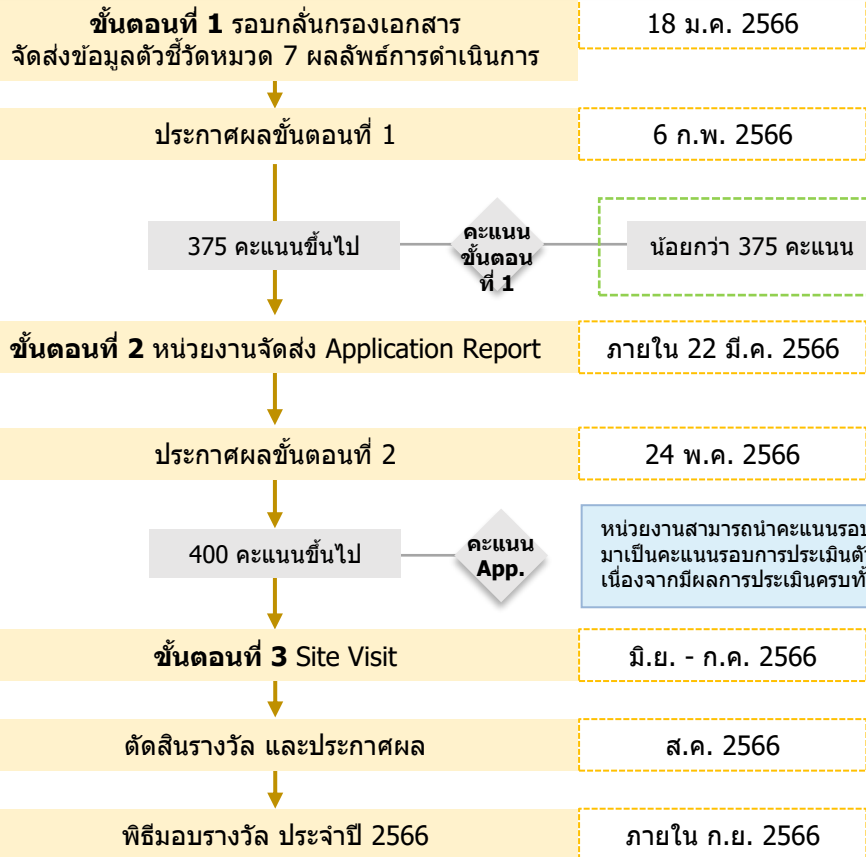 ขั้นตอนที่ 1 รอบกลั่นกรองเอกสาร
จัดส่งข้อมูลตัวชี้วัดหมวด 7 ผลลัพธ์การดำเนินการ
18 ม.ค. 2566
ประกาศผลขั้นตอนที่ 1
6 ก.พ. 2566
375 คะแนนขึ้นไป
คะแนน
ขั้นตอน
ที่ 1
น้อยกว่า 375 คะแนน
ขั้นตอนที่ 2 หน่วยงานจัดส่ง Application Report
ภายใน 22 มี.ค. 2566
ประกาศผลขั้นตอนที่ 2
24 พ.ค. 2566
400 คะแนนขึ้นไป
คะแนน
App.
หน่วยงานสามารถนำคะแนนรอบ
มาเป็นคะแนนรอบการประเมิน
เนื่องจากมีผลการประเมินครบ
ขั้นตอนที่ 3 Site Visit
มิ.ย. - ก.ค. 2566
ตัดสินรางวัล และประกาศผล
ส.ค. 2566
พิธีมอบรางวัล ประจำปี 2566
ภายใน ก.ย. 2566